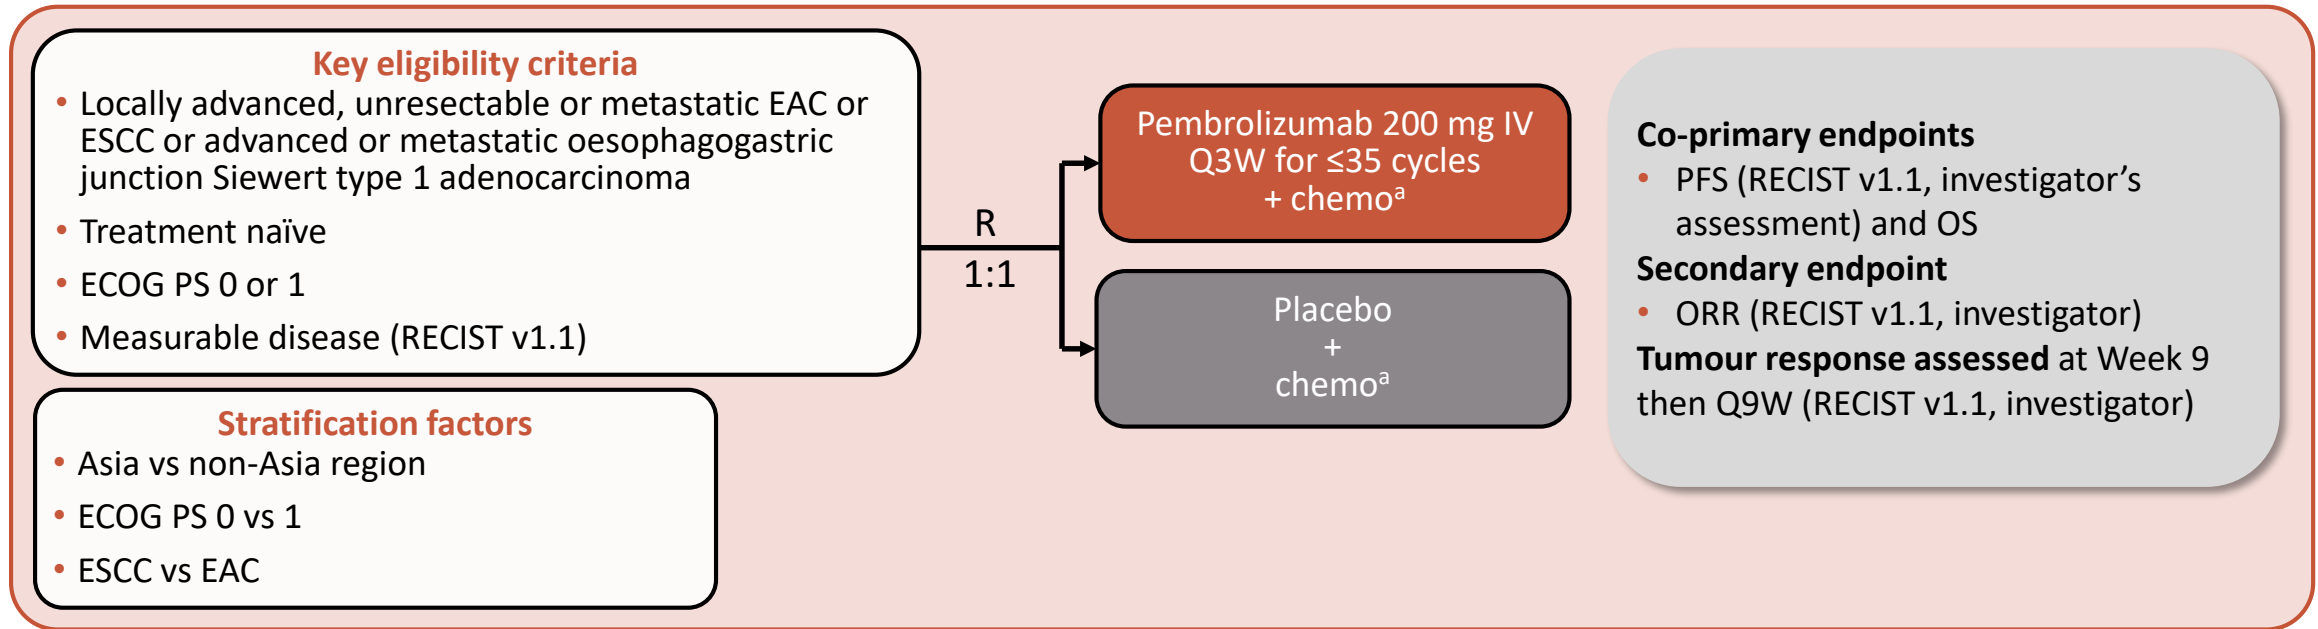 Key eligibility criteria
• Locally advanced, unresectable or metastatic EAC or
ESCC or advanced or metastatic oesophagogastric
junction Siewert type 1 adenocarcinoma
• Treatment naïve
• ECOG PS 0 or 1
• Measurable disease (RECIST v1.1)
Stratification factors
• Asia vs non-Asia region
• ECOG PS 0 vs 1
• ESCC vs EAC
R
1:1
Pembrolizumab 200 mg IV
Q3W for ≤35 cycles
+ chemoᵃ
Placebo
+
chemoᵃ
Co-primary endpoints
• PFS (RECIST v1.1, investigator’s
assessment) and OS
Secondary endpoint
• ORR (RECIST v1.1, investigator)
Tumour response assessed at Week 9
then Q9W (RECIST v1.1, investigator)